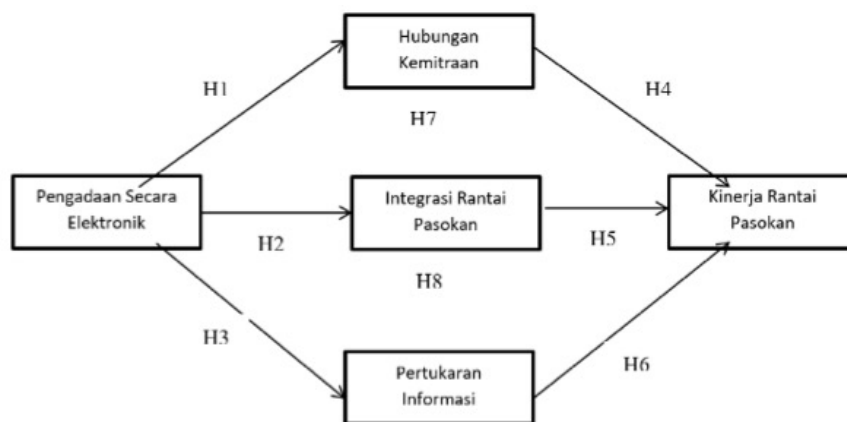 Hubungan
Kemitraan
H1
H4
H7
Pengadaan Secara
Elektronik
Integrasi Rantai
Pasokan
Kinerja Rantai
Pasokan
H2
H5
H8
H3
H6
Pertukaran
Informasi